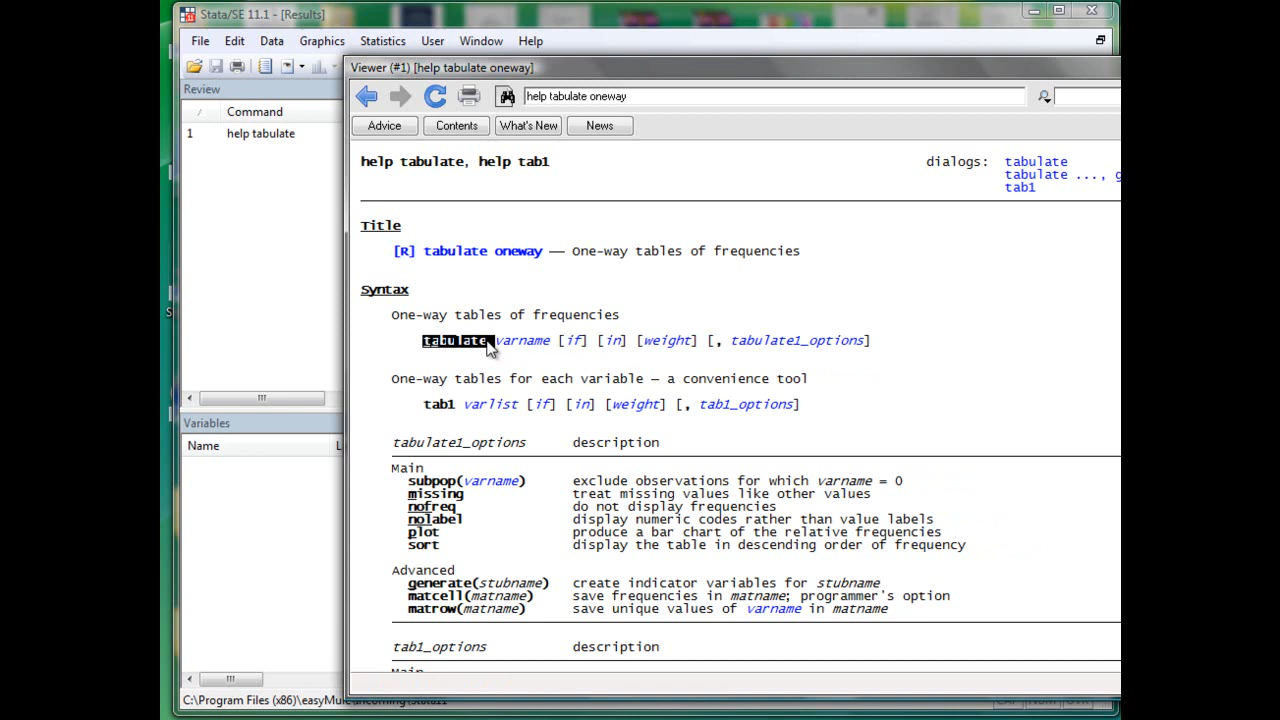 Stata/SE 11.1 - [Results]
File Edit Data Graphics Statistics User Window Help
Review
Command
1 help tabulate
Variables
Name
Viewer (#1) [help tabulate oneway]
help tabulate oneway
Advice Contents What's New News
help tabulate, help tab1 dialogs: tabulate
tabulate ...,
tab1
Title
[R] tabulate oneway — One-way tables of frequencies
Syntax
One-way tables of frequencies
tabulate varname [if] [in] [weight] [, tabulate1_options]
One-way tables for each variable — a convenience tool
tab1 varlist [if] [in] [weight] [, tab1_options]
tabulate1_options description
Main
subpop(varname) exclude observations for which varname = 0
missing treat missing values like other values
nofreq do not display frequencies
nolabel display numeric codes rather than value labels
plot produce a bar chart of the relative frequencies
sort display the table in descending order of frequency
Advanced
generate(stubname) create indicator variables for stubname
matcell(matname) save frequencies in matname; programmer's option
matrow(matname) save unique values of varname in matname
tab1_options description
Main
C:\Program Files (x86)\easyMule\Incoming\Stata11